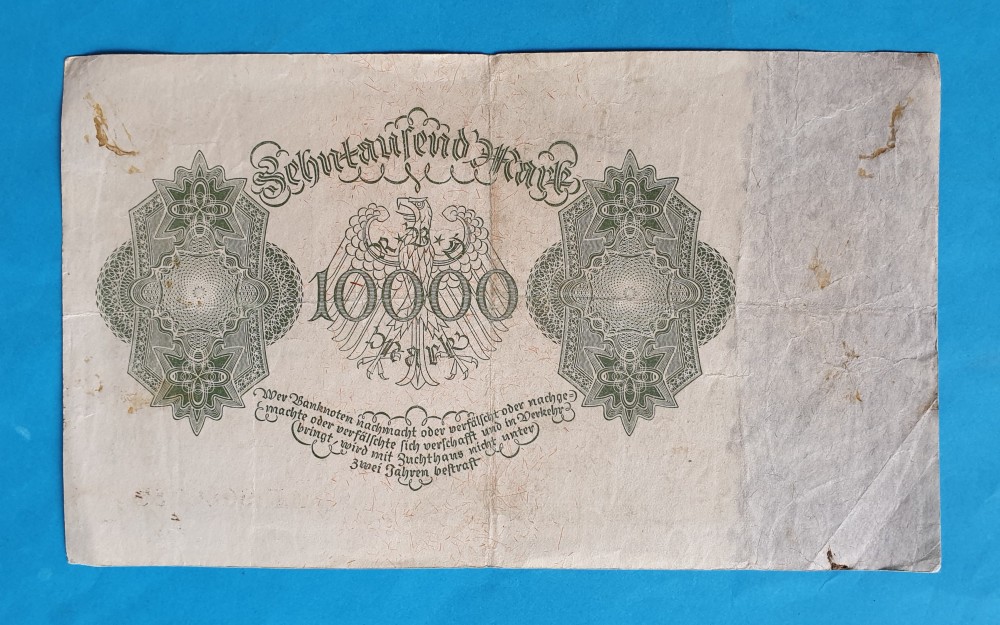 Zehntausend Mark
R★B★D
10000
Mark
Wer Banknoten nachmacht oder verfälscht oder nachge-
machte oder verfälschte sich verschafft und in Verkehr
bringt, wird mit Zuchthaus nicht unter
zwei Jahren bestraft